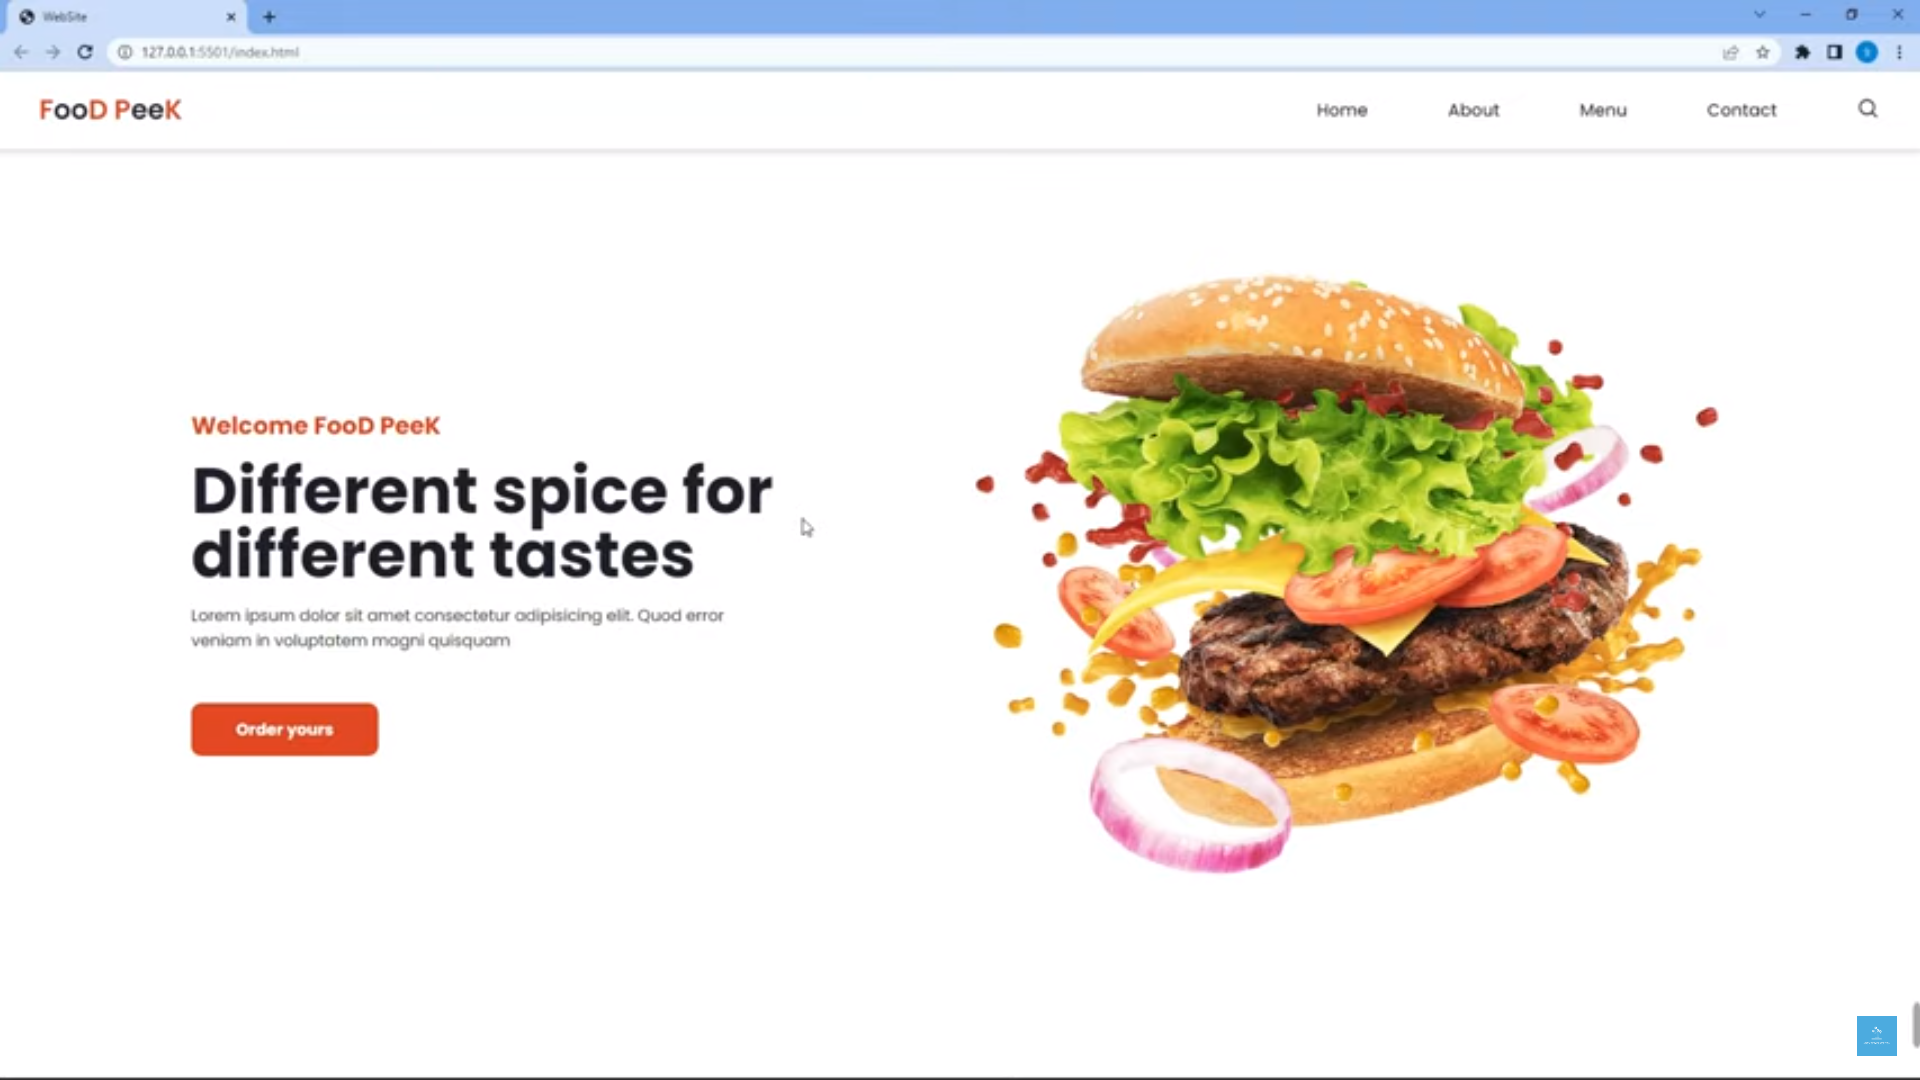 WebSite
127.0.0.1:5501/index.html
FooD PeeK
Home
About
Menu
Contact
Welcome FooD PeeK
Different spice for
different tastes
Lorem ipsum dolor sit amet consectetur adipisicing elit. Quod error
veniam in voluptatem magni quisquam
Order yours